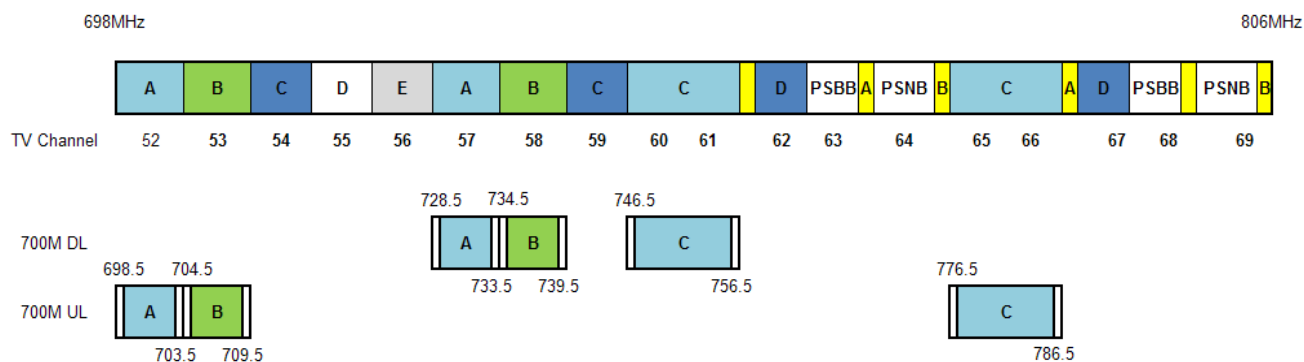 698MHz 806MHz
A B C D E A B C C D PSBB A PSNB B C A D PSBB PSNB B
TV Channel 52 53 54 55 56 57 58 59 60 61 62 63 64 65 66 67 68 69
728.5 734.5 746.5
700M DL A B C
733.5 739.5 756.5
698.5 704.5 776.5
700M UL A B C
703.5 709.5 786.5